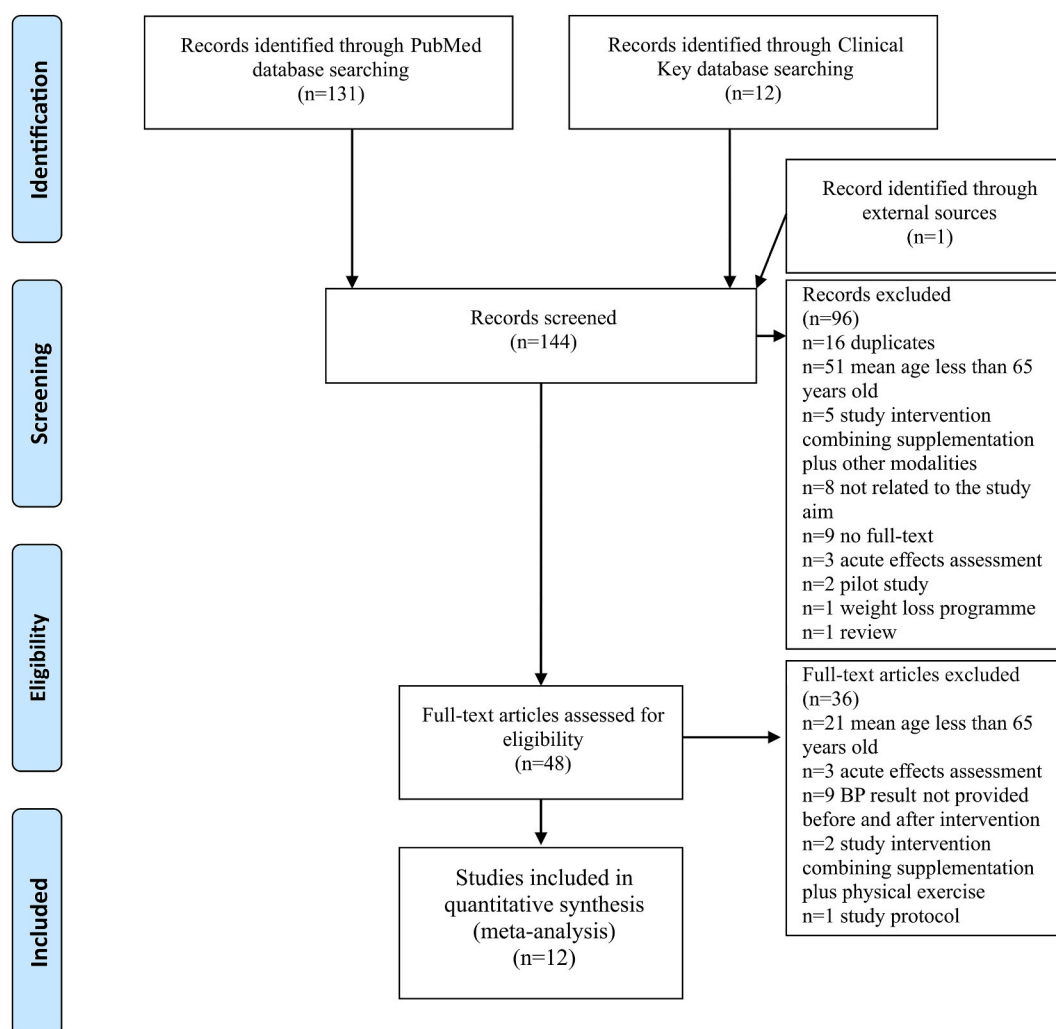 Identification
Records identified through PubMed
database searching
(n=131)
Records identified through Clinical
Key database searching
(n=12)
Record identified through
external sources
(n=1)
Screening
Records screened
(n=144)
Records excluded
(n=96)
n=16 duplicates
n=51 mean age less than 65
years old
n=5 study intervention
combining supplementation
plus other modalities
n=8 not related to the study
aim
n=9 no full-text
n=3 acute effects assessment
n=2 pilot study
n=1 weight loss programme
n=1 review
Eligibility
Full-text articles assessed for
eligibility
(n=48)
Full-text articles excluded
(n=36)
n=21 mean age less than 65
years old
n=3 acute effects assessment
n=9 BP result not provided
before and after intervention
n=2 study intervention
combining supplementation
plus physical exercise
n=1 study protocol
Included
Studies included in
quantitative synthesis
(meta-analysis)
(n=12)